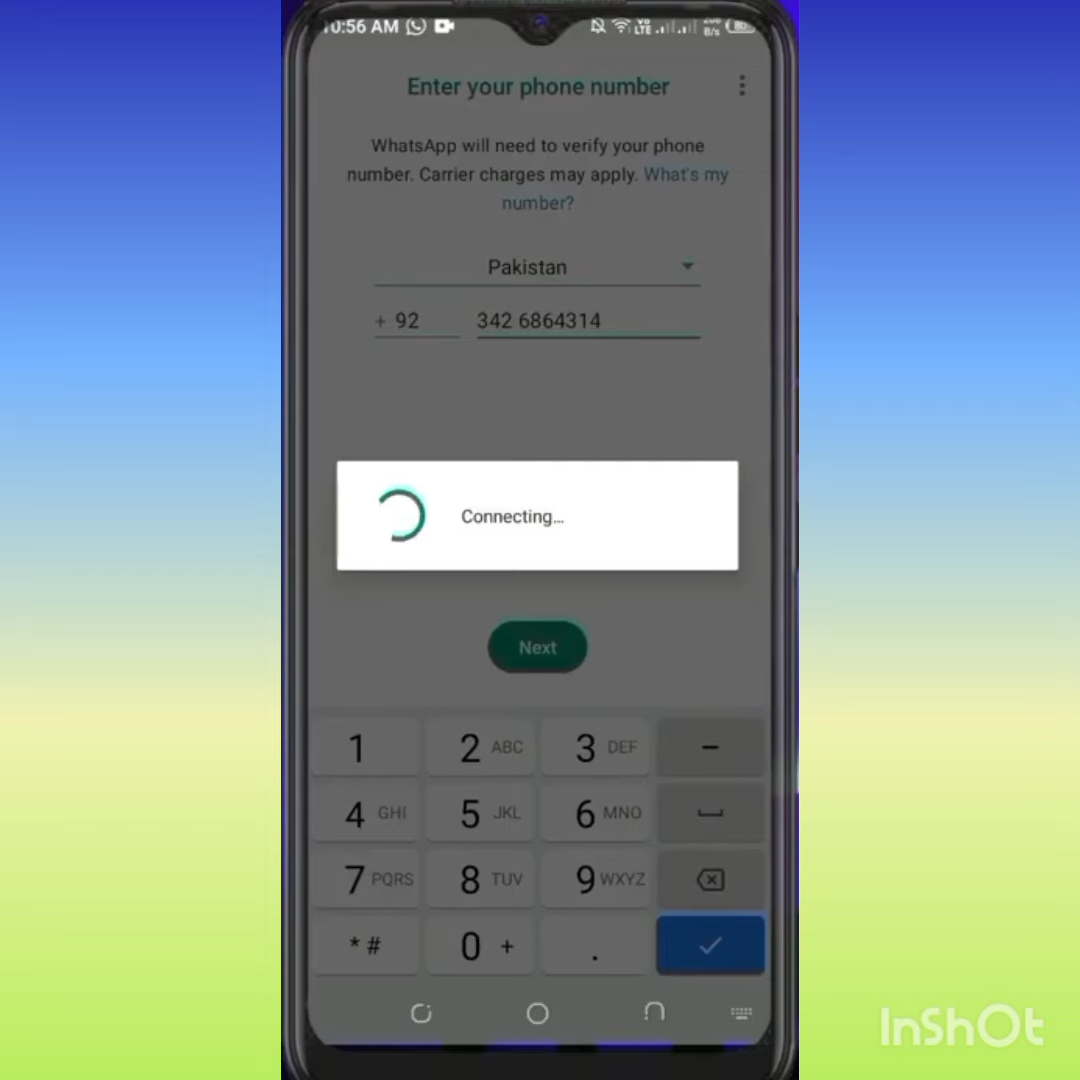 10:56 AM
VO LTE B/s
Enter your phone number
WhatsApp will need to verify your phone
number. Carrier charges may apply. What's my
number?
Pakistan
+ 92 342 6864314
Connecting...
Next
1 2 ABC 3 DEF −
4 GHI 5 JKL 6 MNO
7 PQRS 8 TUV 9 WXYZ
* # 0 + .
InShOt